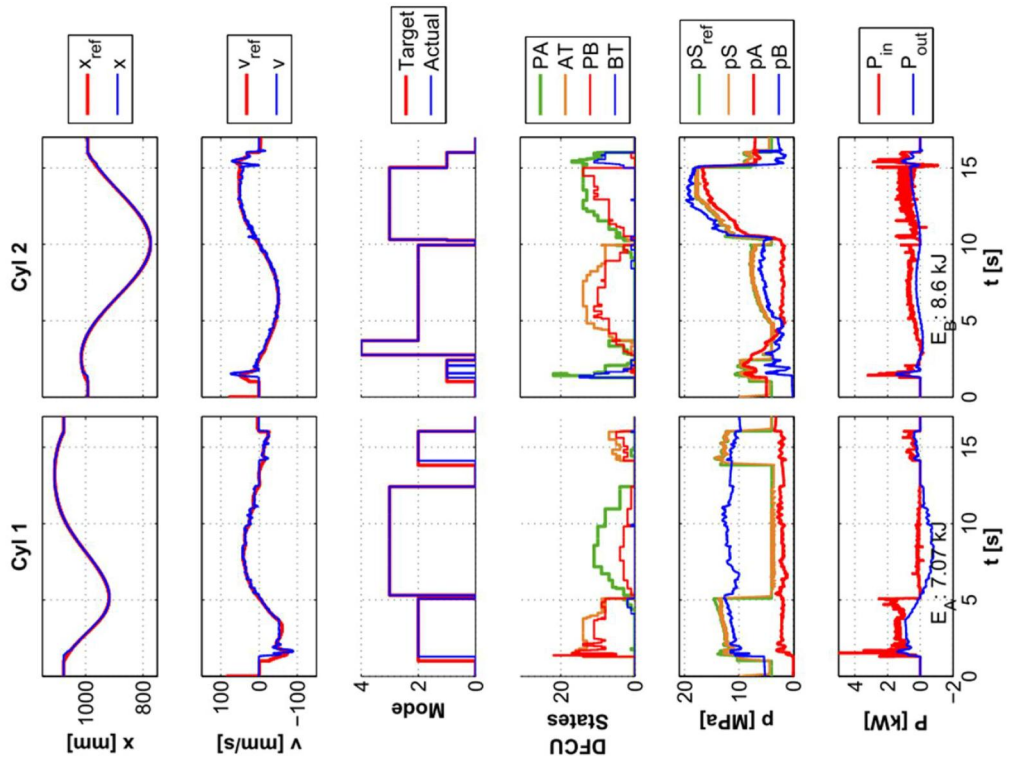 Cyl 1
Cyl 2
x [mm]
1000
800
x_ref
x
v [mm/s]
100
0
−100
v_ref
v
Mode
4
2
0
Target
Actual
DFCU
States
20
0
PA
AT
PB
BT
p [MPa]
20
10
0
pS_ref
pS
pA
pB
P [kW]
4
2
0
−2
P_in
P_out
E_A: 7.07 kJ
E_B: 8.6 kJ
0
5
10
15
0
5
10
15
t [s]
t [s]